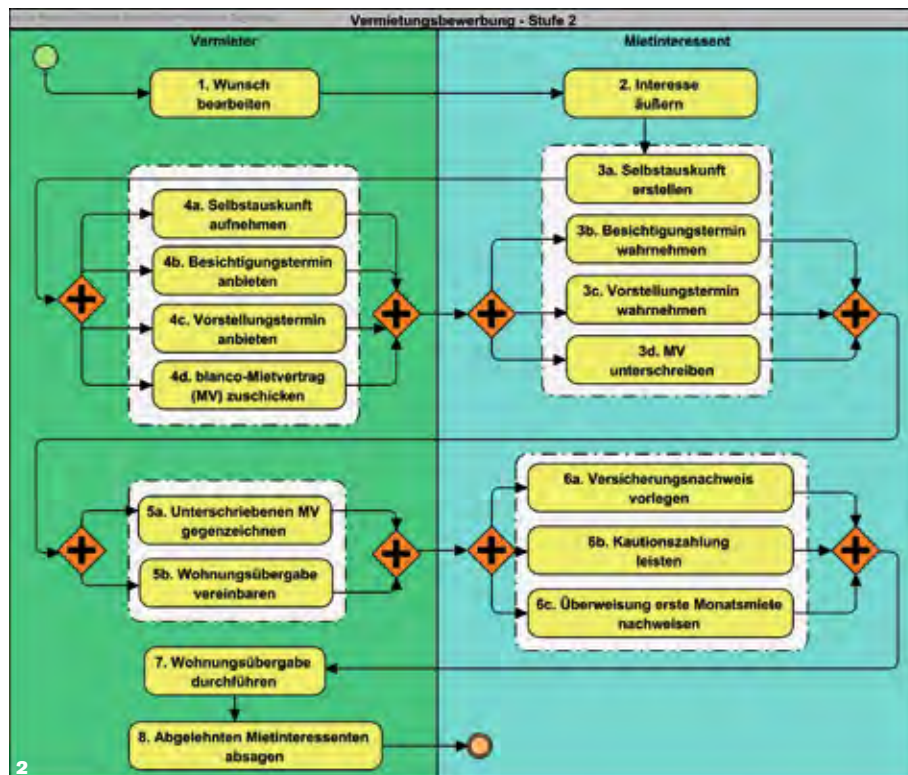 Vermietungsbewerbung - Stufe 2
Vermieter
Mietinteressent
1. Wunsch
bearbeiten
2. Interesse
äußern
3a. Selbstauskunft
erstellen
4a. Selbstauskunft
aufnehmen
4b. Besichtigungstermin
anbieten
4c. Vorstellungstermin
anbieten
4d. blanco-Mietvertrag
(MV) zuschicken
3b. Besichtigungstermin
wahrnehmen
3c. Vorstellungstermin
wahrnehmen
3d. MV
unterschreiben
5a. Unterschriebenen MV
gegenzeichnen
5b. Wohnungsübergabe
vereinbaren
6a. Versicherungsnachweis
vorlegen
6b. Kautionszahlung
leisten
6c. Überweisung erste Monatsmiete
nachweisen
7. Wohnungsübergabe
durchführen
8. Abgelehnten Mietinteressenten
absagen
2